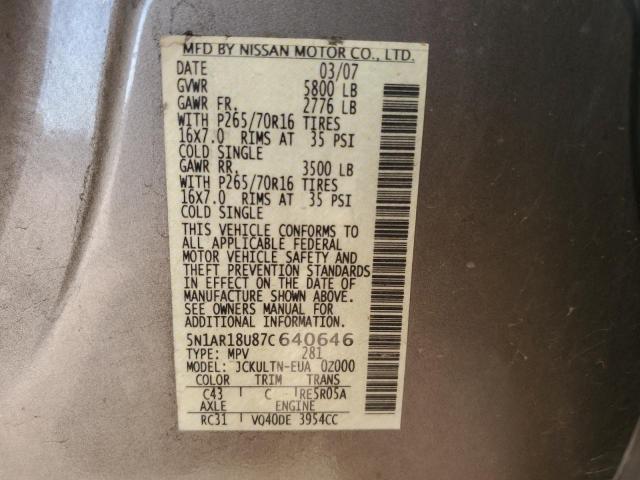 MFD BY NISSAN MOTOR CO., LTD.
DATE 03/07
GVWR 5800 LB
GAWR FR. 2776 LB
WITH P265/70R16 TIRES
16X7.0 RIMS AT 35 PSI
COLD SINGLE
GAWR RR. 3500 LB
WITH P265/70R16 TIRES
16X7.0 RIMS AT 35 PSI
COLD SINGLE
THIS VEHICLE CONFORMS TO
ALL APPLICABLE FEDERAL
MOTOR VEHICLE SAFETY AND
THEFT PREVENTION STANDARDS
IN EFFECT ON THE DATE OF
MANUFACTURE SHOWN ABOVE.
SEE OWNERS MANUAL FOR
ADDITIONAL INFORMATION.
5N1AR18U87C640646
TYPE: MPV 281
MODEL: JCKULTN-EUA 0Z000
COLOR TRIM TRANS
C43 C RE5R05A
AXLE ENGINE
RC31 VQ40DE 3954CC